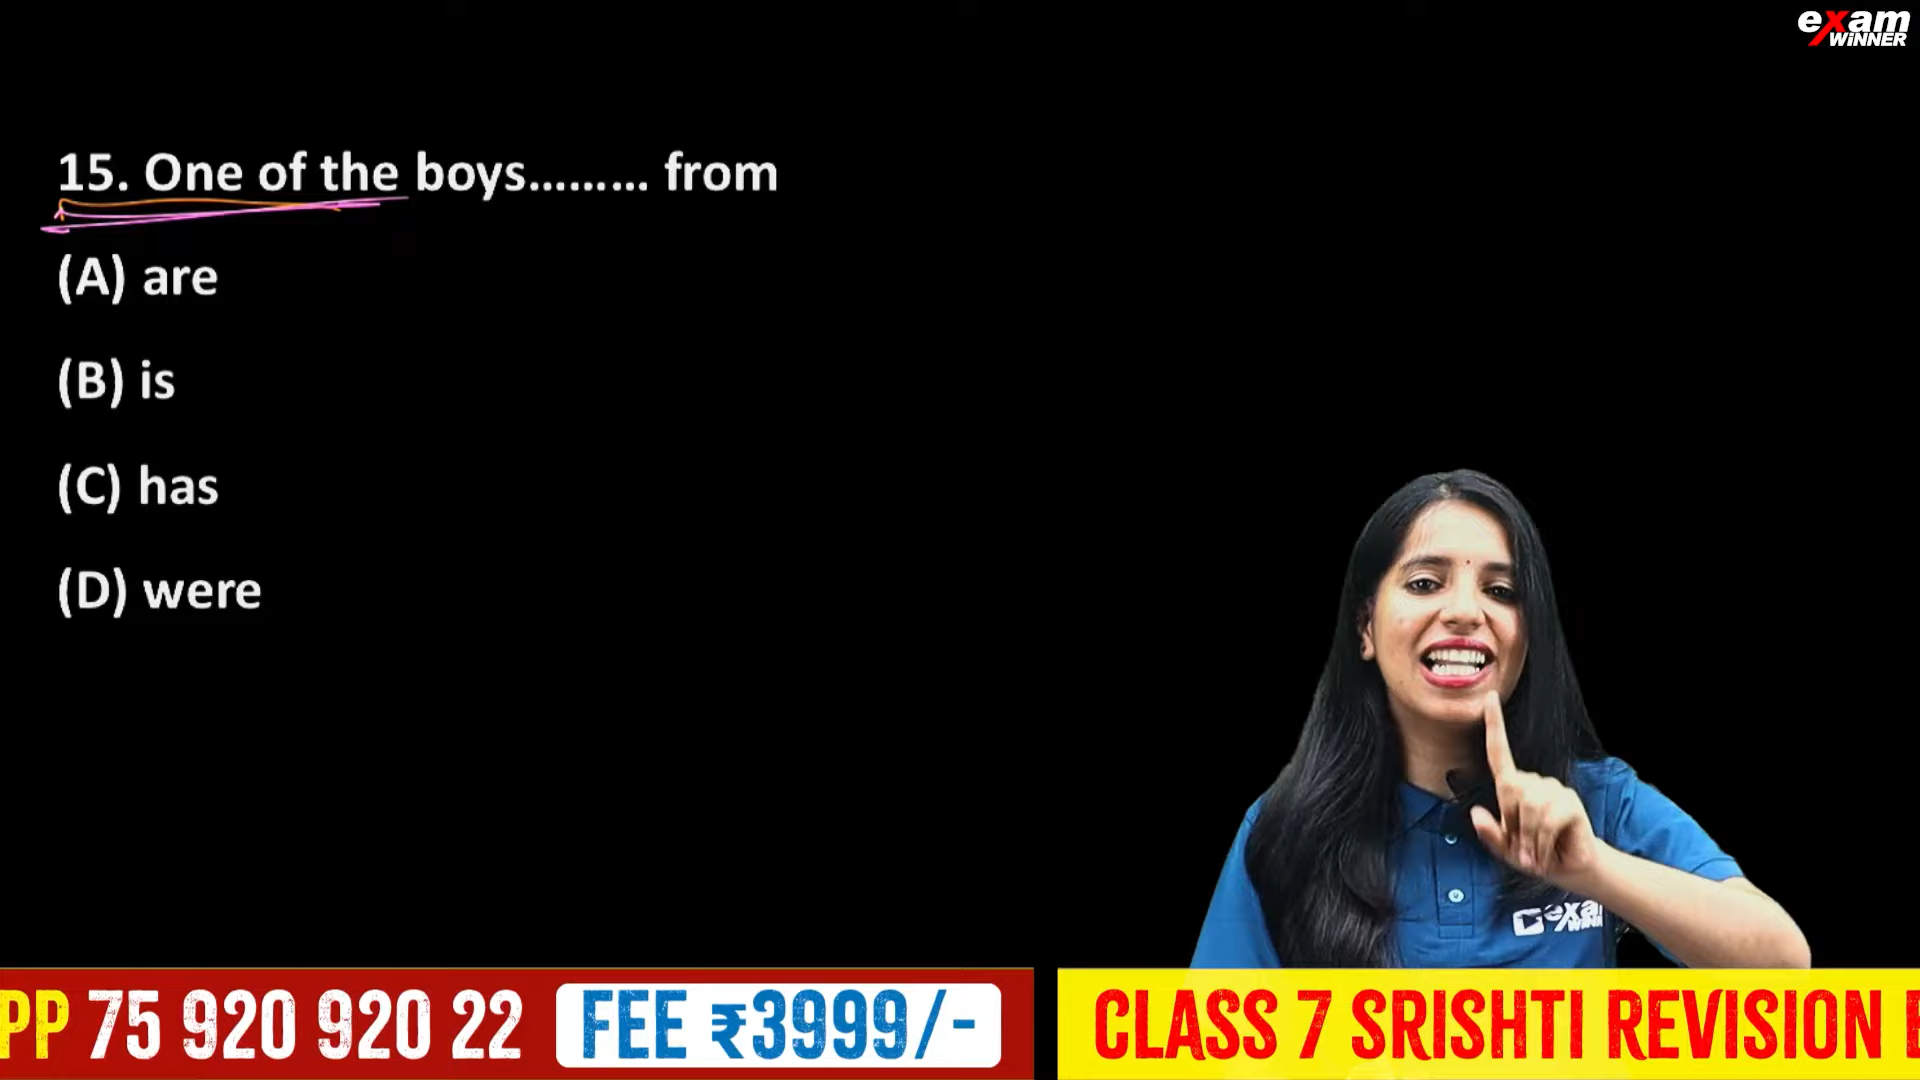 exam
WiNNER
15. One of the boys......... from
(A) are
(B) is
(C) has
(D) were
exam
PP 75 920 920 22 FEE ₹3999/- CLASS 7 SRISHTI REVISION